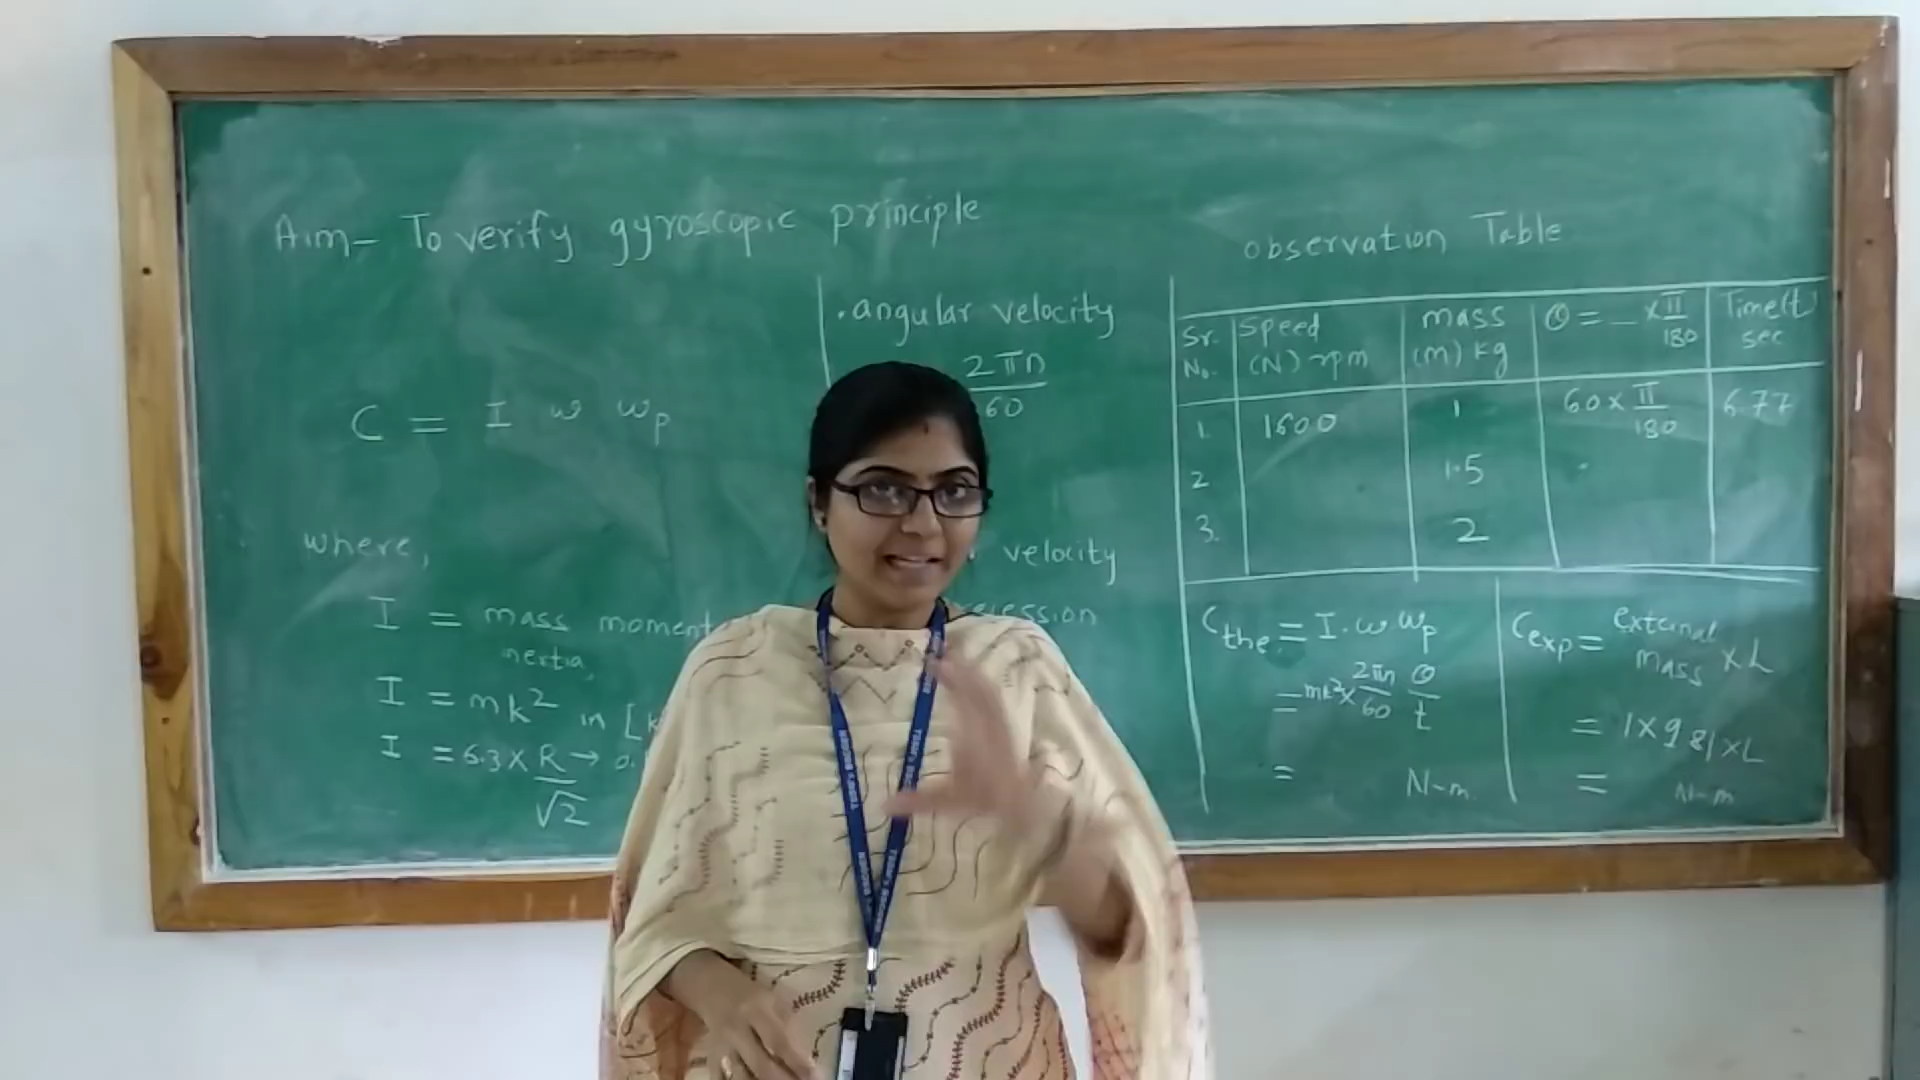 Aim- To verify gyroscopic principle
C = I ω ωp
where,
I = mass moment
inertia,
I = mk² in [k
I = 6.3 × R/√2 →
• angular velocity
2πn/60
velocity
observation Table
Sr. No. Speed (N) rpm mass (m) kg θ = _ × π/180 Time(t) sec
1. 1600 1 60 × π/180 6.77
2 1.5
3. 2
Cthe. = I. ω ωp
= mk² × 2πn/60 θ/t
= N-m.
Cexp = external mass × L
= 1 × 9.81 × L
= N-m